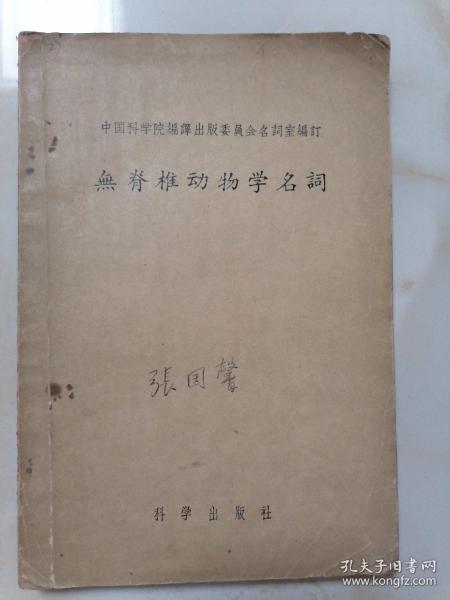 中国科学院編譯出版委員会名詞室編訂
無脊椎动物学名詞
張国馨
科学出版社
孔夫子旧书网
www.kongfz.com